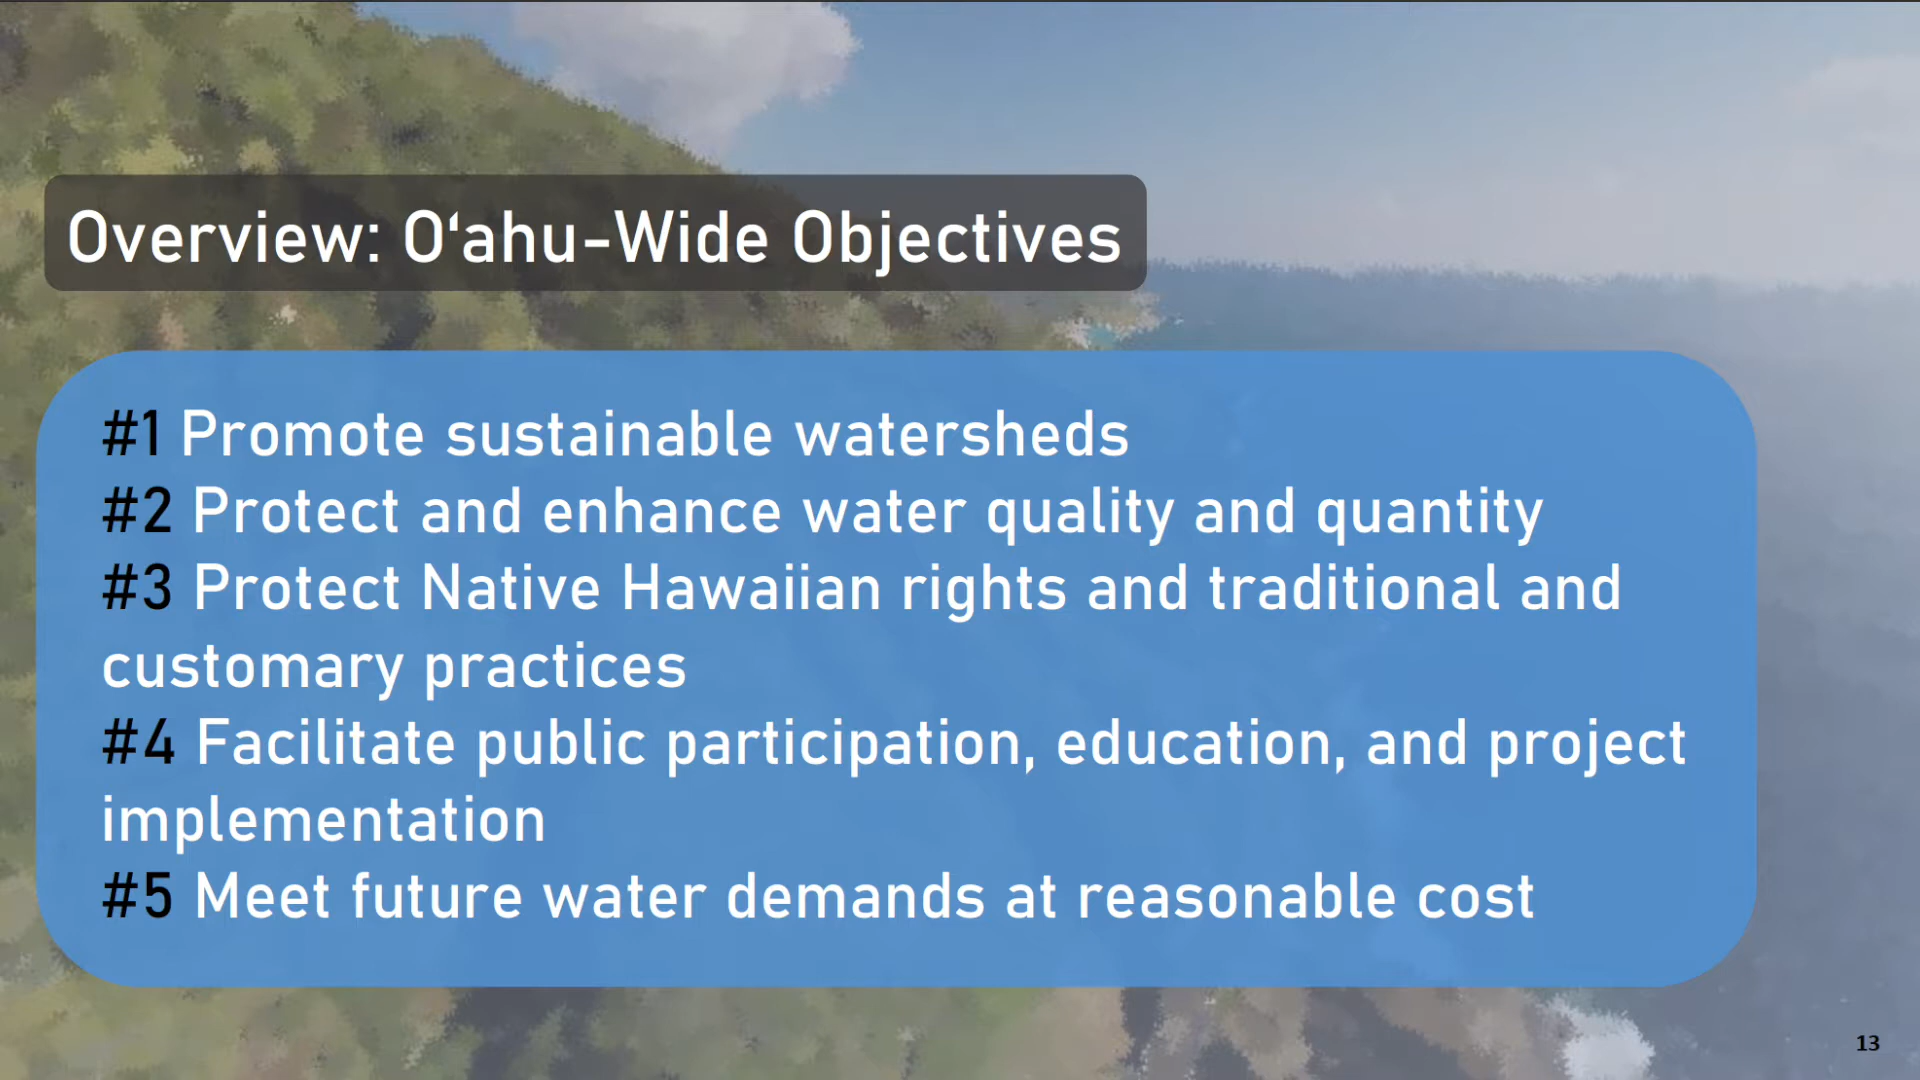 Overview: Oʻahu-Wide Objectives
#1 Promote sustainable watersheds
#2 Protect and enhance water quality and quantity
#3 Protect Native Hawaiian rights and traditional and
customary practices
#4 Facilitate public participation, education, and project
implementation
#5 Meet future water demands at reasonable cost
13